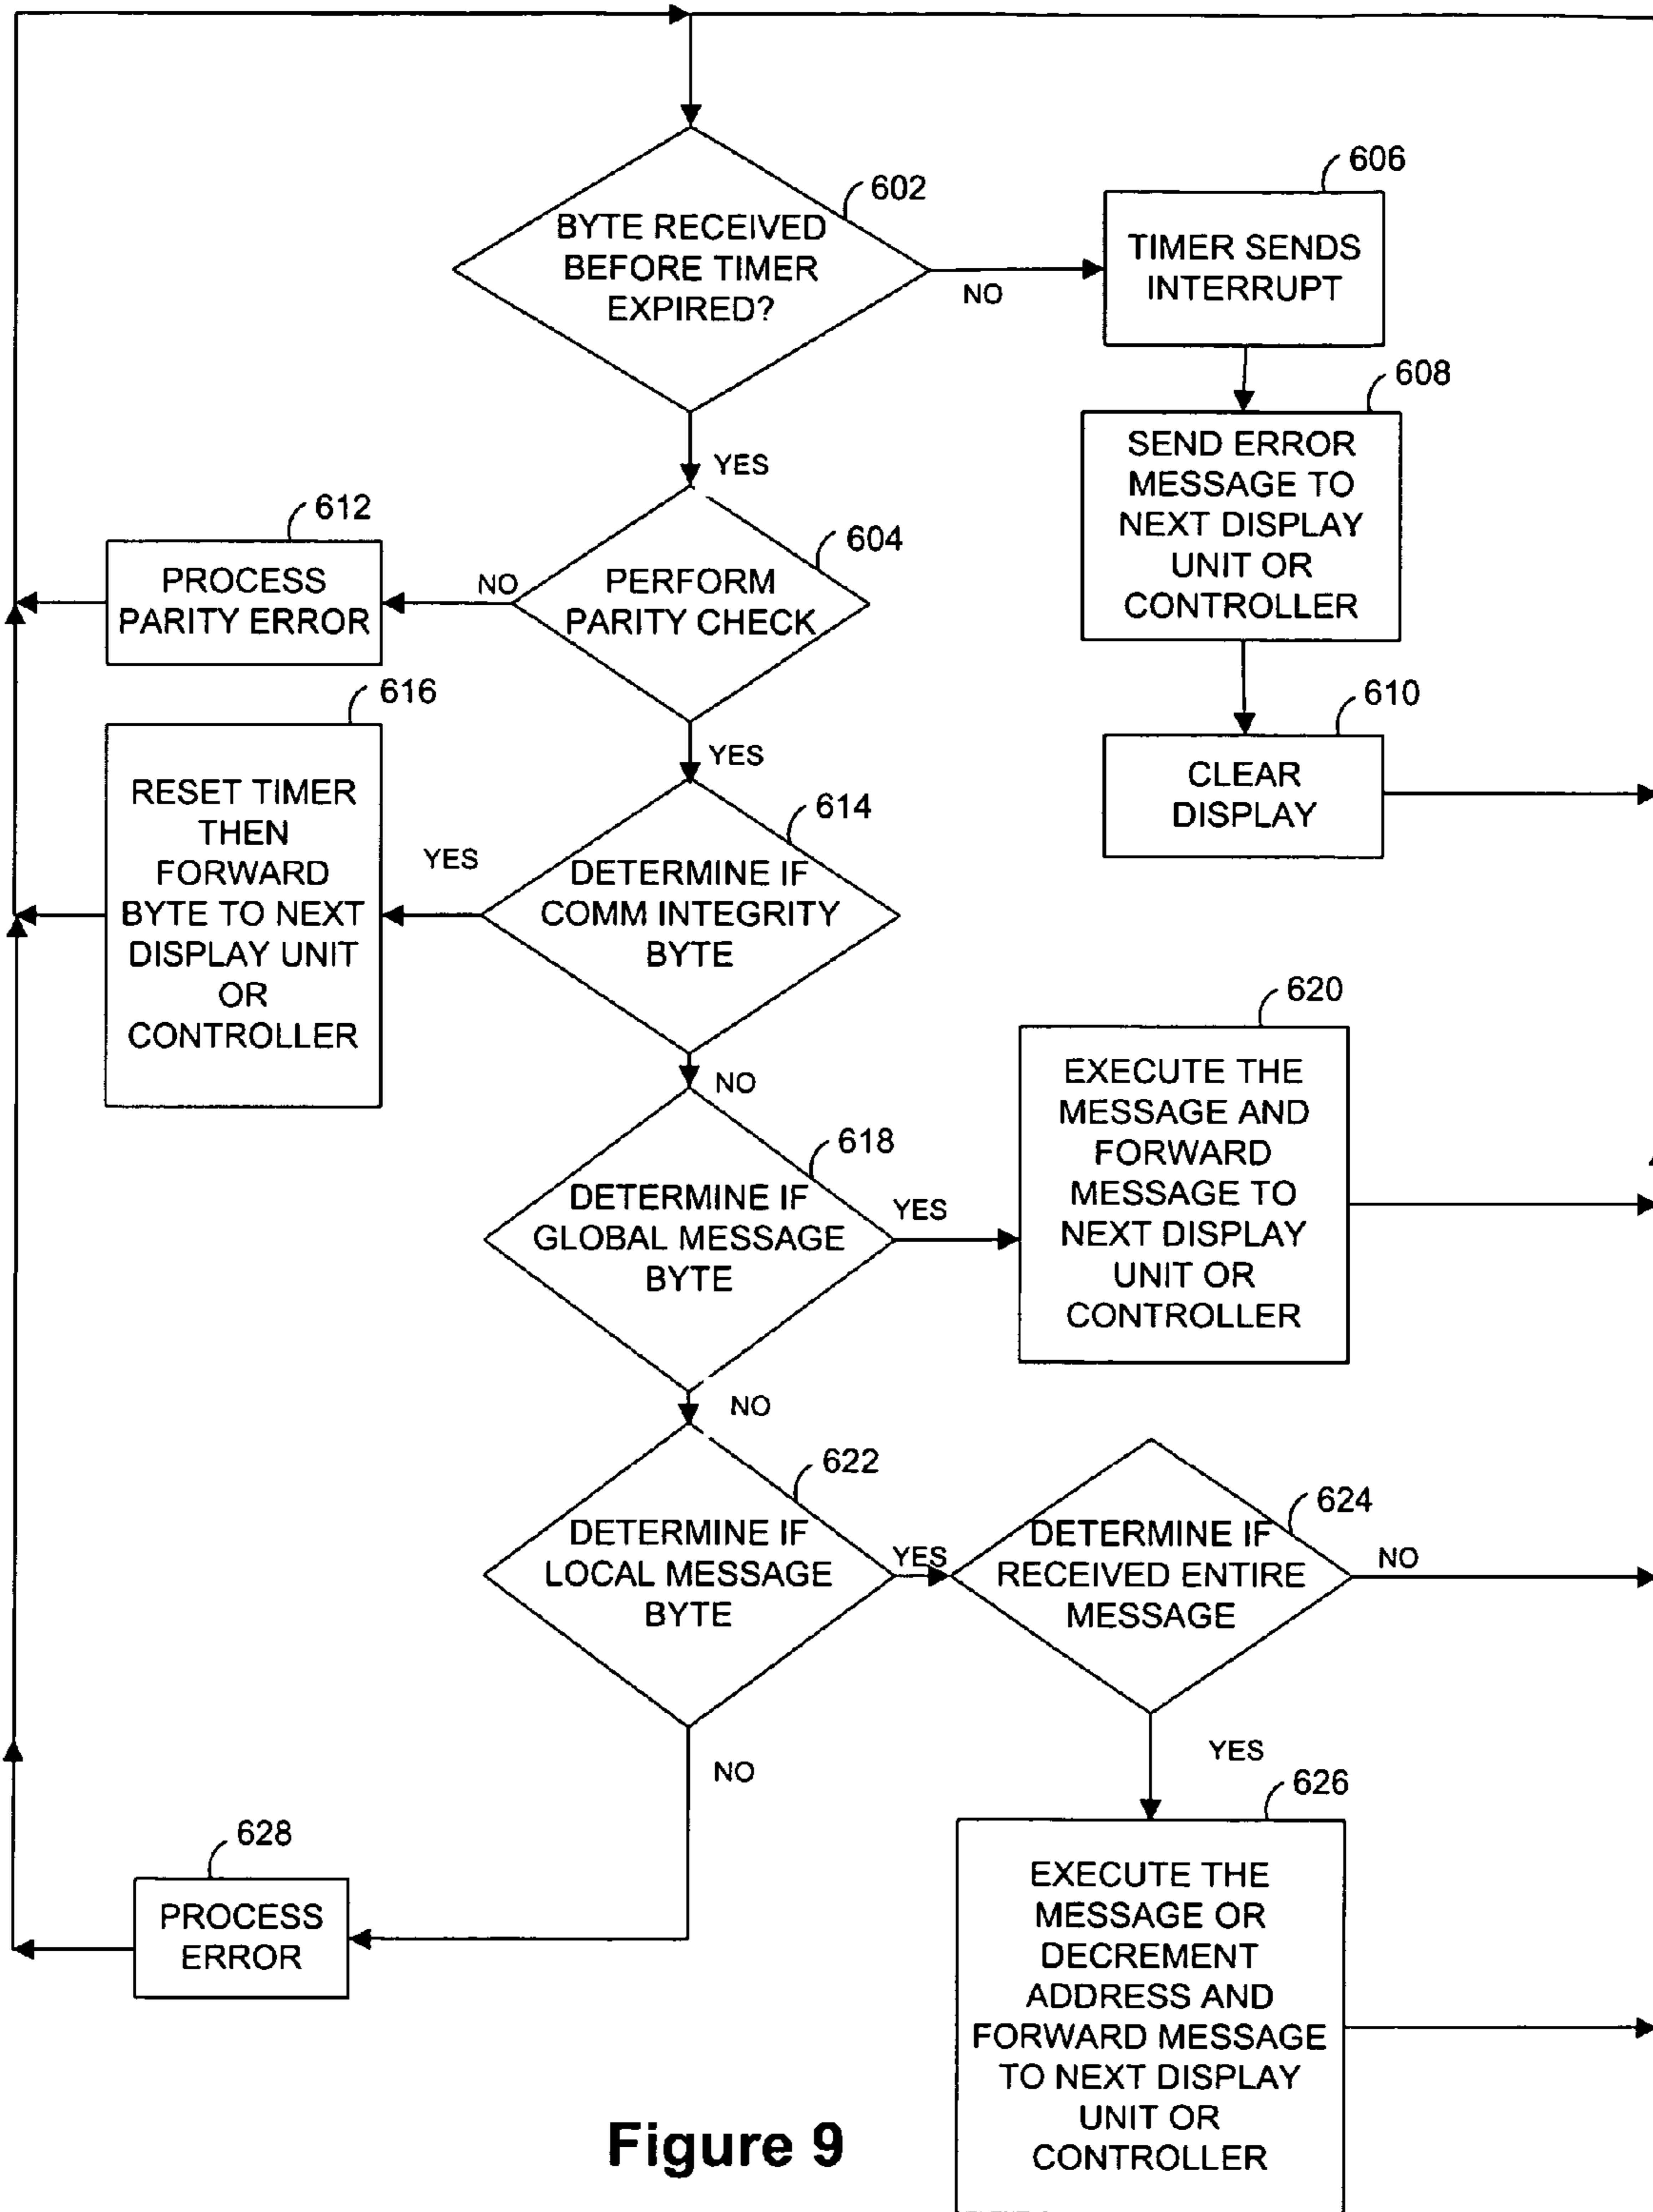 602
BYTE RECEIVED
BEFORE TIMER
EXPIRED?
NO
606
TIMER SENDS
INTERRUPT
608
SEND ERROR
MESSAGE TO
NEXT DISPLAY
UNIT OR
CONTROLLER
610
CLEAR
DISPLAY
YES
604
PERFORM
PARITY CHECK
NO
612
PROCESS
PARITY ERROR
YES
614
DETERMINE IF
COMM INTEGRITY
BYTE
YES
616
RESET TIMER
THEN
FORWARD
BYTE TO NEXT
DISPLAY UNIT
OR
CONTROLLER
NO
618
DETERMINE IF
GLOBAL MESSAGE
BYTE
YES
620
EXECUTE THE
MESSAGE AND
FORWARD
MESSAGE TO
NEXT DISPLAY
UNIT OR
CONTROLLER
NO
622
DETERMINE IF
LOCAL MESSAGE
BYTE
YES
624
DETERMINE IF
RECEIVED ENTIRE
MESSAGE
NO
YES
626
EXECUTE THE
MESSAGE OR
DECREMENT
ADDRESS AND
FORWARD MESSAGE
TO NEXT DISPLAY
UNIT OR
CONTROLLER
NO
628
PROCESS
ERROR
Figure 9